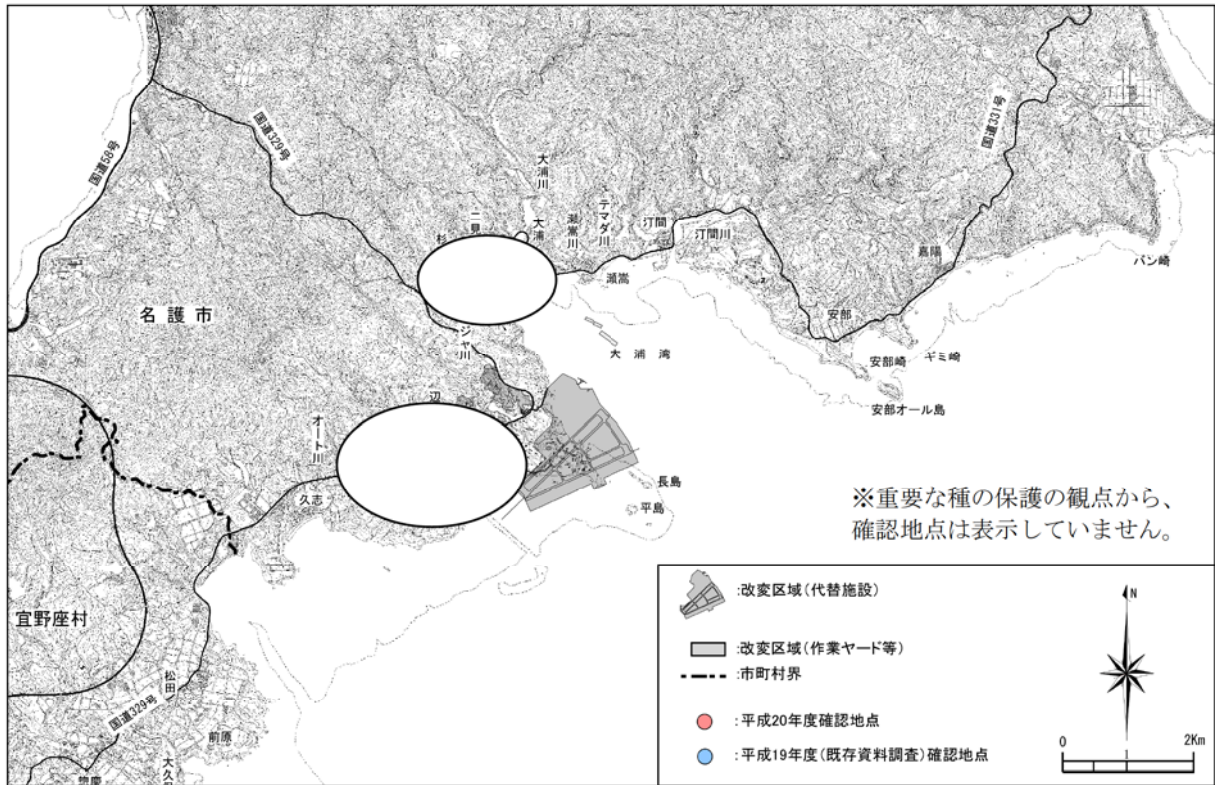 国道58号
国道329号
国道331号
大浦川
二見
杉
大浦
瀬嵩川
テマダ川
汀間
汀間川
嘉陽
バン崎
瀬嵩
名護市
ジャ川
大浦湾
安部
安部崎
ギミ崎
安部オール島
辺
オート川
久志
長島
平島
※重要な種の保護の観点から、
確認地点は表示していません。
宜野座村
松田
国道329号
前原
大久保
惣慶
:改変区域(代替施設)
:改変区域(作業ヤード等)
:市町村界
:平成20年度確認地点
:平成19年度(既存資料調査)確認地点
N
0
2Km